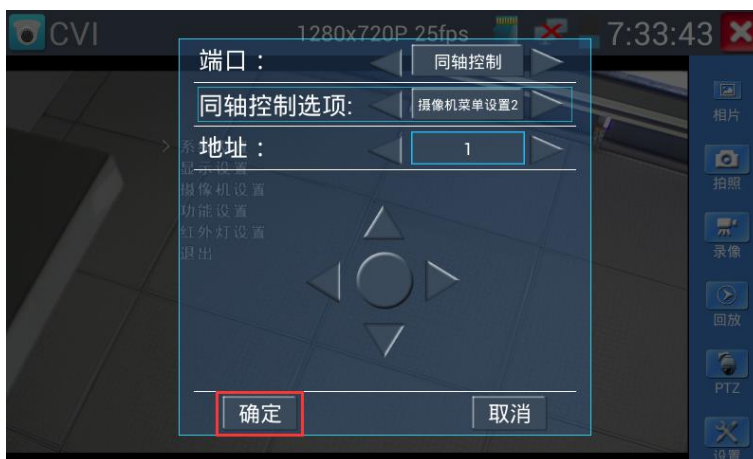 CVI 1280x720P 25fps 7:33:43
端口： 同轴控制
同轴控制选项: 摄像机菜单设置2
地址： 1
系
显示设置
摄像机设置
功能设置
红外灯设置
退出
确定 取消
相片
拍照
录像
回放
PTZ
设置